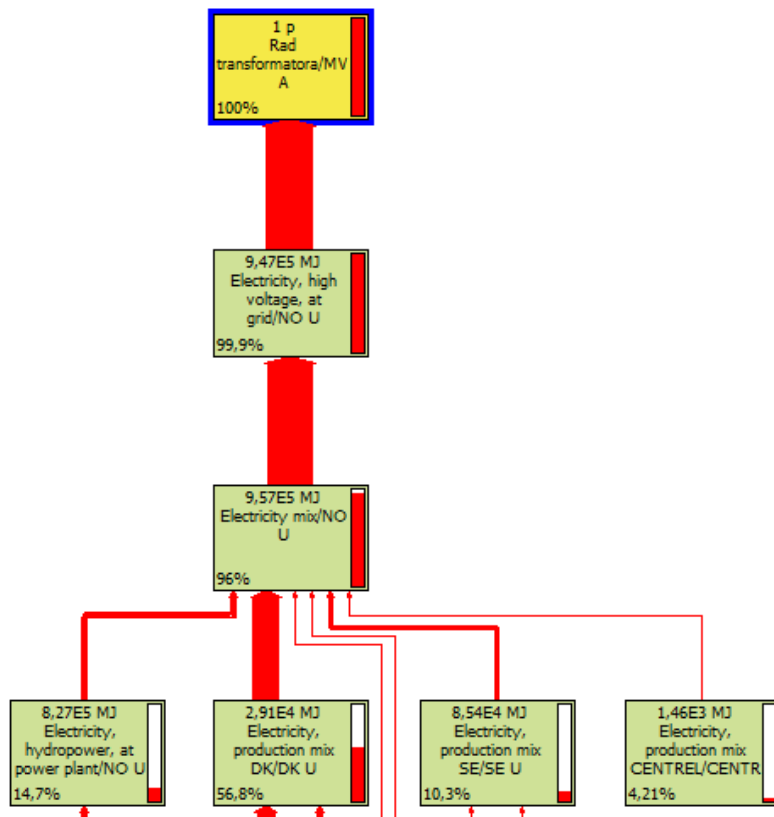 1 p
Rad
transformatora/MV
A
100%
9,47E5 MJ
Electricity, high
voltage, at
grid/NO U
99,9%
9,57E5 MJ
Electricity mix/NO
U
96%
8,27E5 MJ
Electricity,
hydropower, at
power plant/NO U
14,7%
2,91E4 MJ
Electricity,
production mix
DK/DK U
56,8%
8,54E4 MJ
Electricity,
production mix
SE/SE U
10,3%
1,46E3 MJ
Electricity,
production mix
CENTREL/CENTR
4,21%